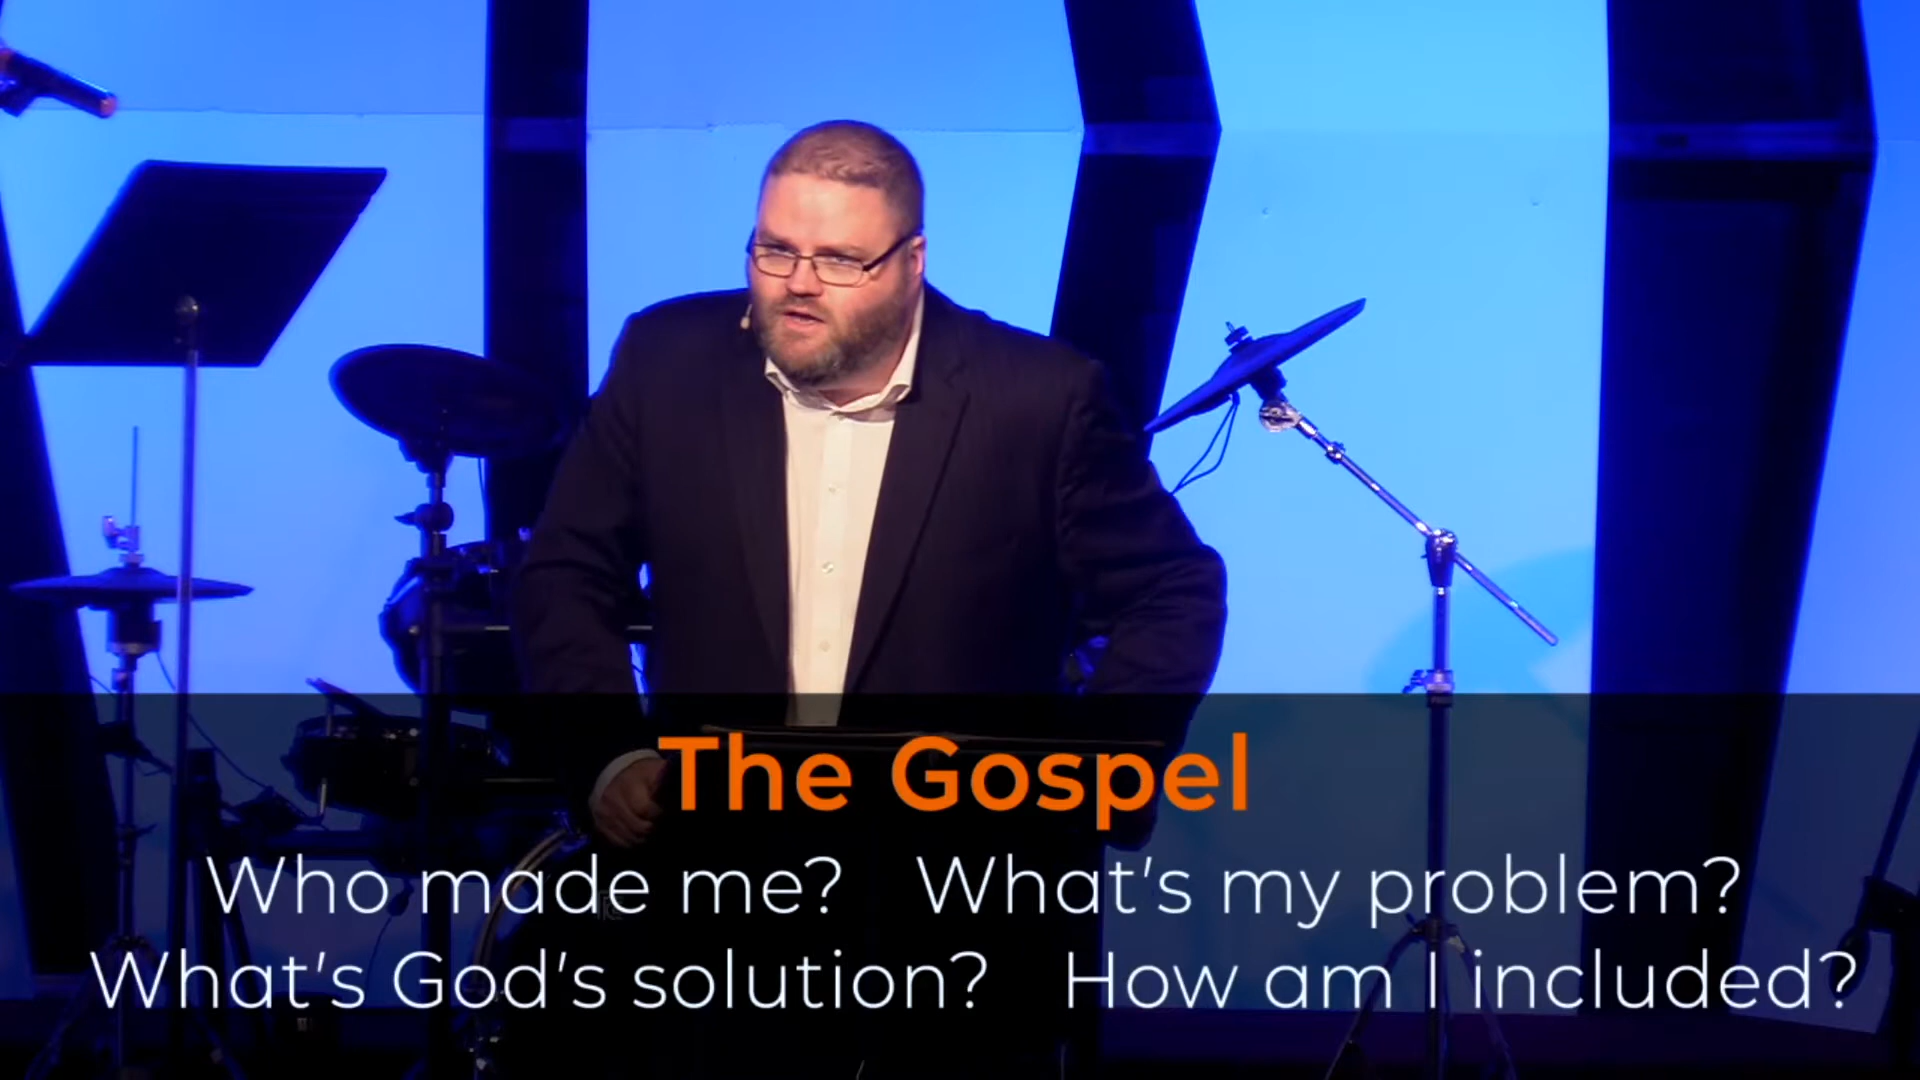 The Gospel
Who made me? What's my problem?
What's God's solution? How am I included?